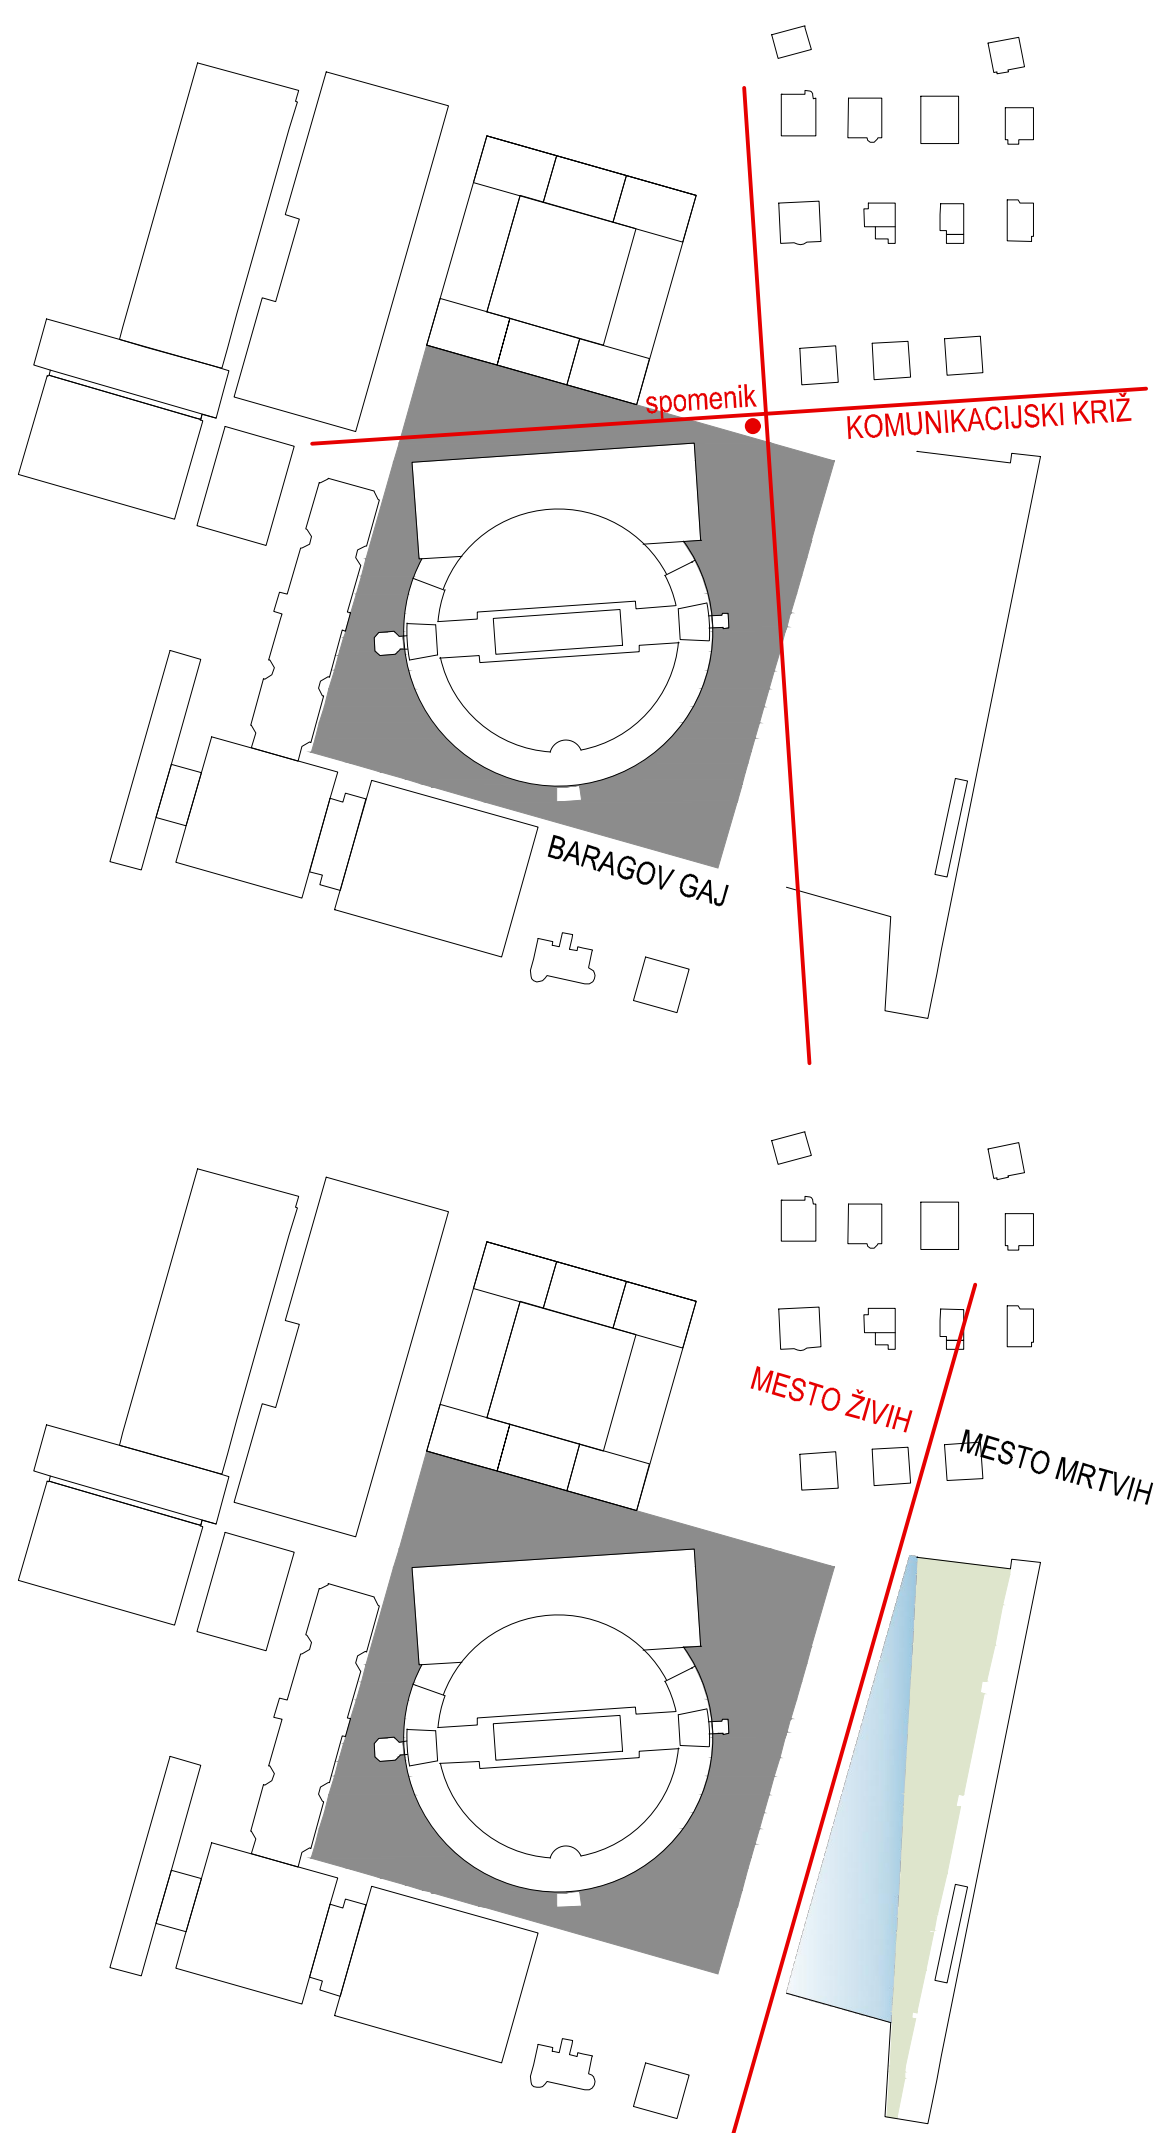 spomenik
KOMUNIKACIJSKI KRIŽ
BARAGOV GAJ
MESTO ŽIVIH
MESTO MRTVIH